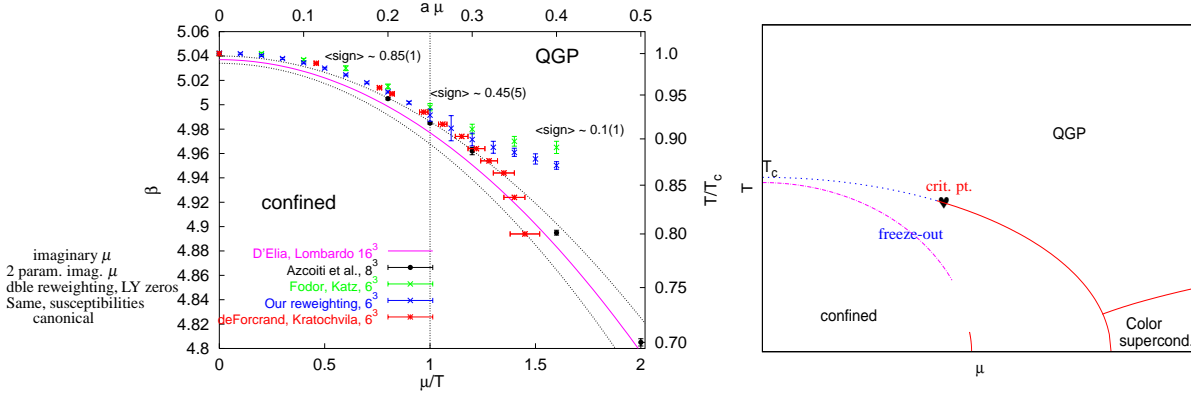 a μ
0 0.1 0.2 0.3 0.4 0.5
5.06
5.04
5.02
5
4.98
4.96
4.94
4.92
4.9
4.88
4.86
4.84
4.82
4.8
β
<sign> ~ 0.85(1)
QGP
<sign> ~ 0.45(5)
<sign> ~ 0.1(1)
confined
imaginary μ
2 param. imag. μ
dble reweighting, LY zeros
Same, susceptibilities
canonical
D'Elia, Lombardo 16³
Azcoiti et al., 8³
Fodor, Katz, 6³
Our reweighting, 6³
deForcrand, Kratochvila, 6³
1.0
0.95
0.90
0.85
0.80
0.75
0.70
T/T_c
0 0.5 1 1.5 2
μ/T
QGP
T_c
T
crit. pt.
freeze-out
confined
Color
supercond.
μ